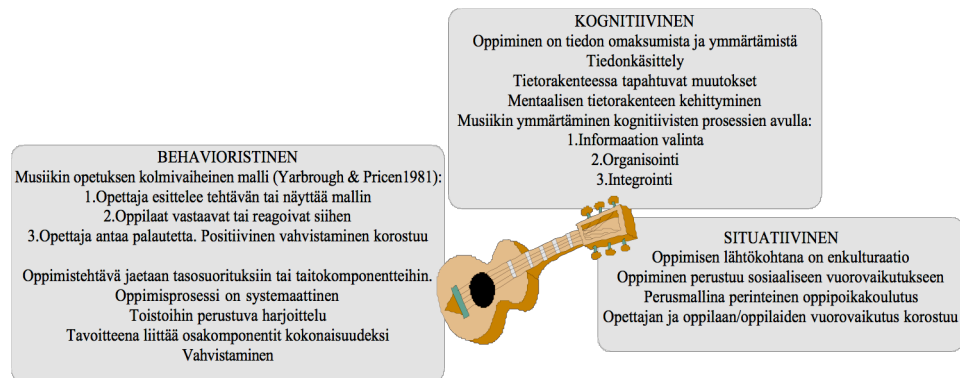 KOGNITIIVINEN
Oppiminen on tiedon omaksumista ja ymmärtämistä
Tiedonkäsittely
Tietorakenteessa tapahtuvat muutokset
Mentaalisen tietorakenteen kehittyminen
Musiikin ymmärtäminen kognitiivisten prosessien avulla:
1.Informaation valinta
2.Organisointi
3.Integrointi
BEHAVIORISTINEN
Musiikin opetuksen kolmivaiheinen malli (Yarbrough & Pricen1981):
1.Opettaja esittelee tehtävän tai näyttää mallin
2.Oppilaat vastaavat tai reagoivat siihen
3.Opettaja antaa palautetta. Positiivinen vahvistaminen korostuu
Oppimistehtävä jaetaan tasosuorituksiin tai taitokomponentteihin.
Oppimisprosessi on systemaattinen
Toistoihin perustuva harjoittelu
Tavoitteena liittää osakomponentit kokonaisuudeksi
Vahvistaminen
SITUATIIVINEN
Oppimisen lähtökohtana on enkulturaatio
Oppiminen perustuu sosiaaliseen vuorovaikutukseen
Perusmallina perinteinen oppipoikakoulutus
Opettajan ja oppilaan/oppilaiden vuorovaikutus korostuu